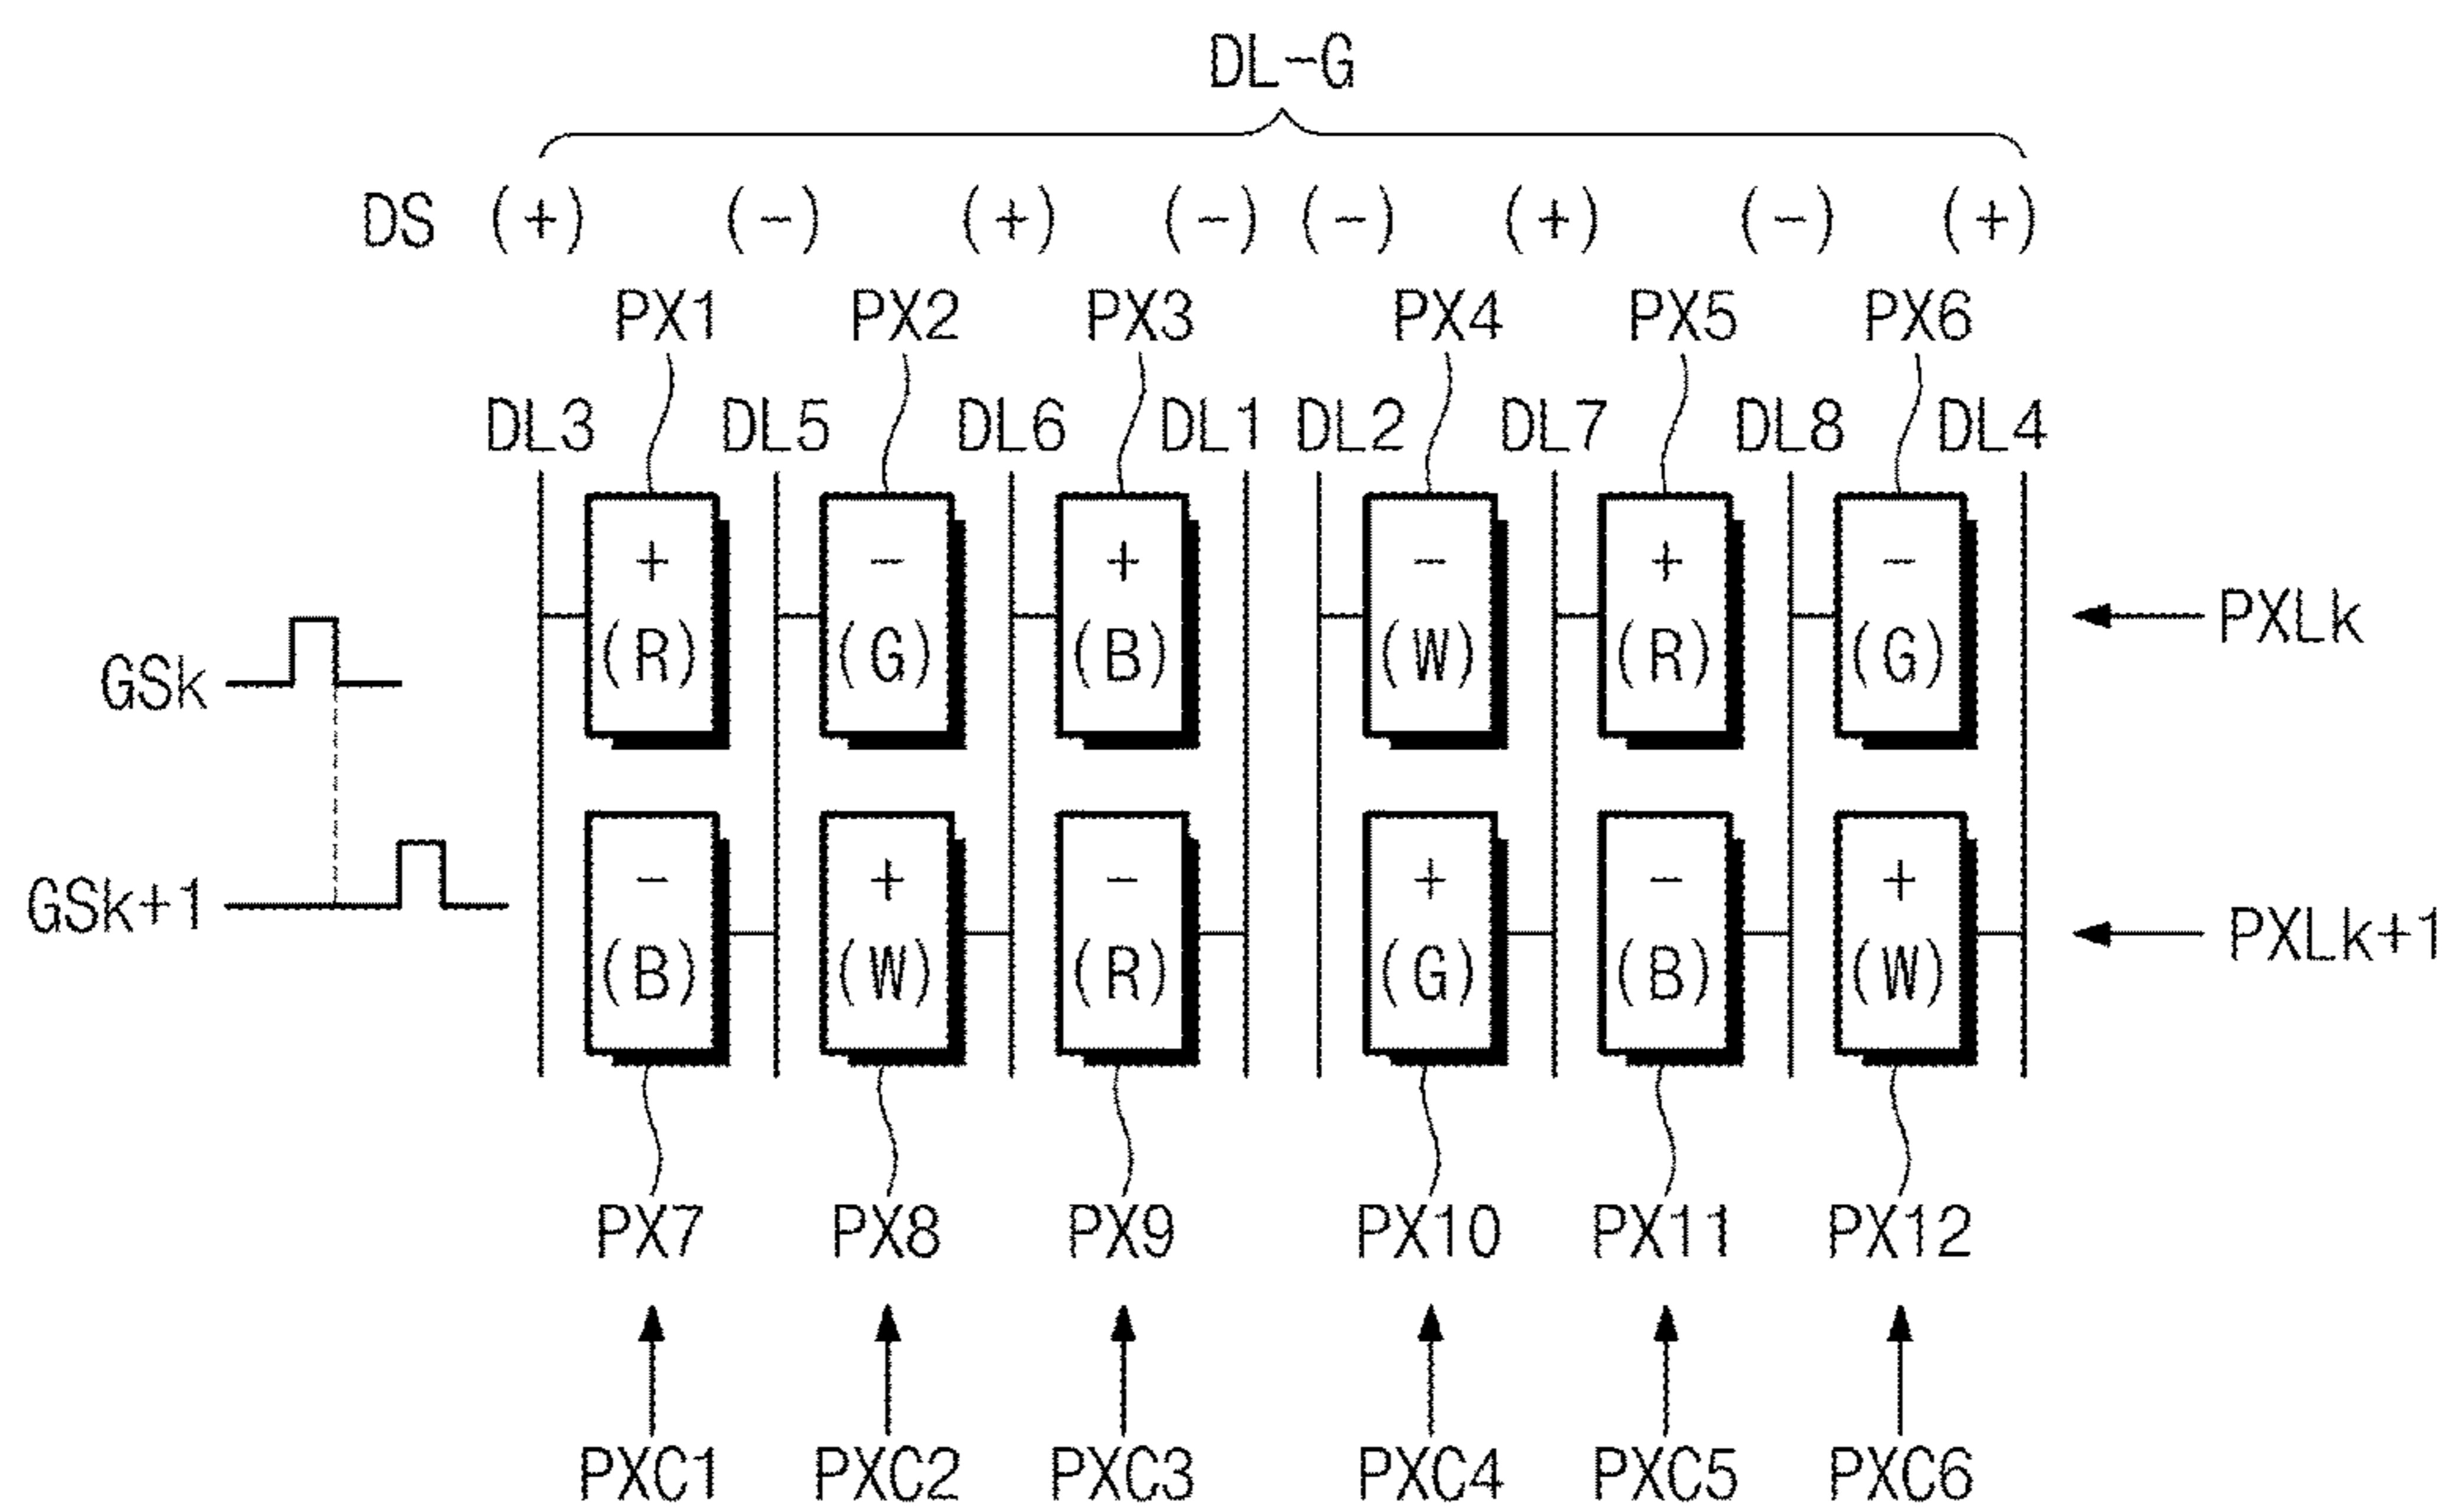 DL-G
DS (+) (-) (+) (-) (-) (+) (-) (+)
PX1 PX2 PX3 PX4 PX5 PX6
DL3 DL5 DL6 DL1 DL2 DL7 DL8 DL4
+ - + - + -
GSk (R) (G) (B) (W) (R) (G) PXLk
- + - + - +
GSk+1 (B) (W) (R) (G) (B) (W) PXLk+1
PX7 PX8 PX9 PX10 PX11 PX12
PXC1 PXC2 PXC3 PXC4 PXC5 PXC6